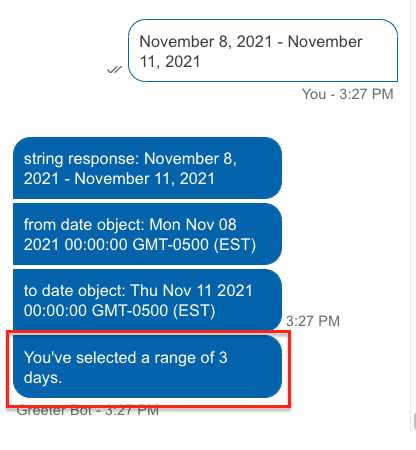 November 8, 2021 - November
11, 2021
You - 3:27 PM
string response: November 8,
2021 - November 11, 2021
from date object: Mon Nov 08
2021 00:00:00 GMT-0500 (EST)
to date object: Thu Nov 11 2021
00:00:00 GMT-0500 (EST)
3:27 PM
You've selected a range of 3
days.
Greeter Bot - 3:27 PM